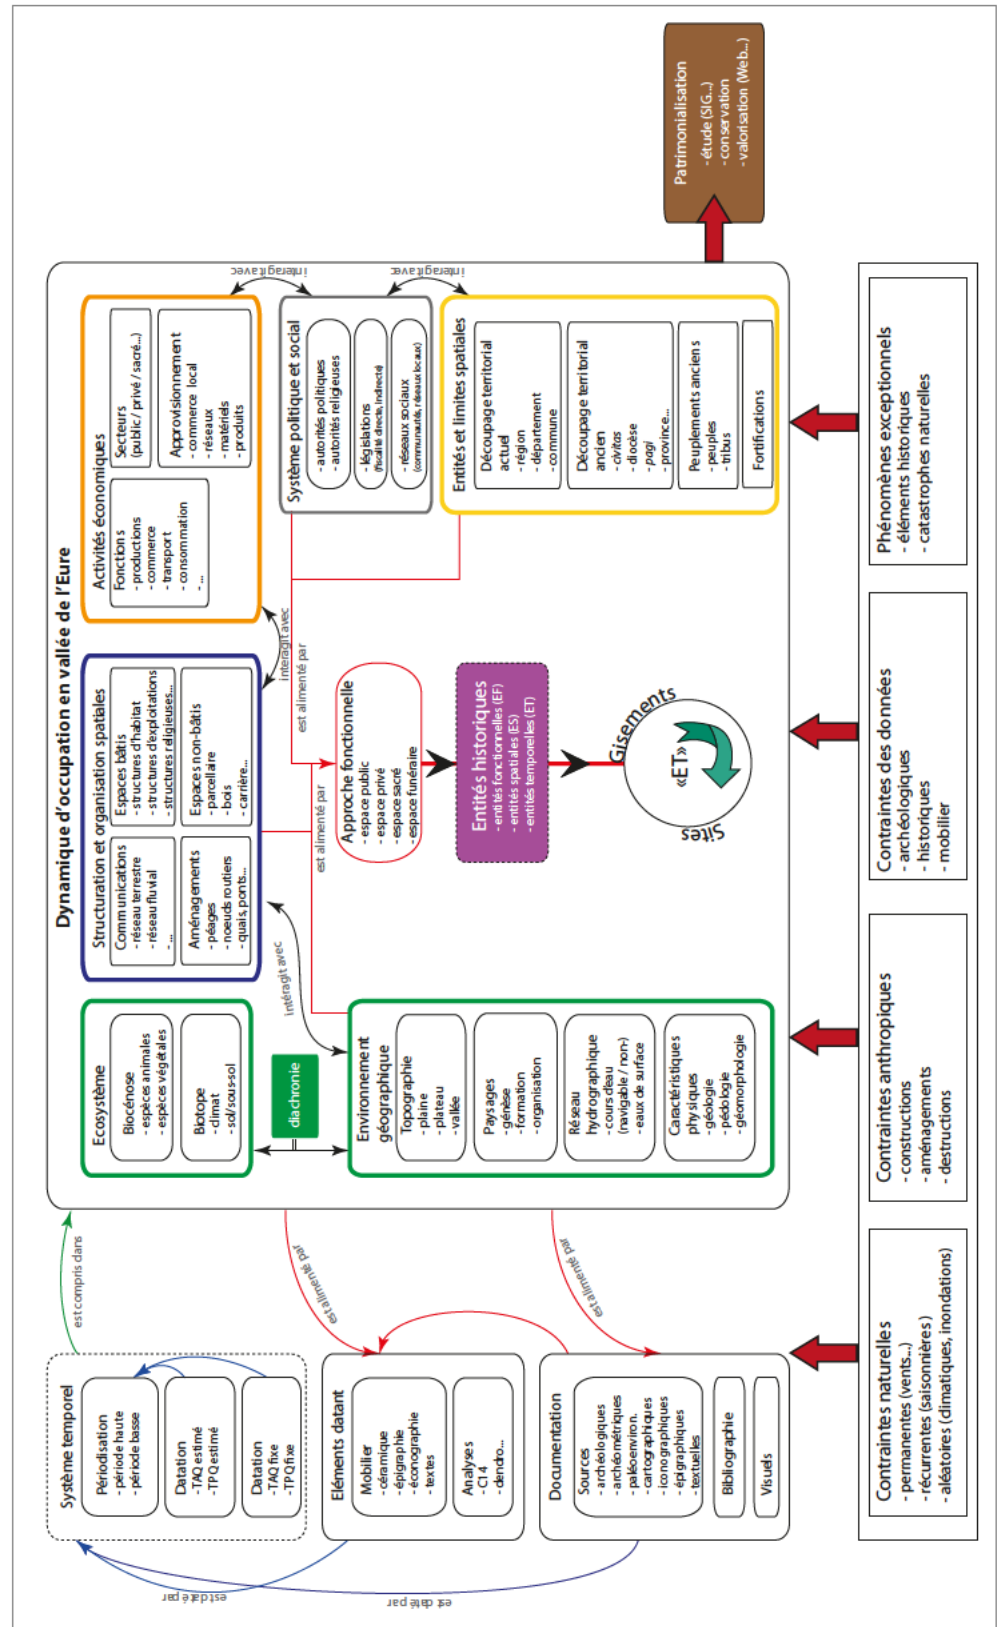 Dynamique d'occupation en vallée de l'Eure
Système temporel
Périodisation
- période haute
- période basse
Datation
- TAQ estimé
- TPQ estimé
Datation
- TAQ fixe
- TPQ fixe
est compris dans
est daté par
est daté par
Eléments datant
Mobilier
- céramique
- épigraphie
- éconographie
- textes
Analyses
- C14
- dendro...
est alimenté par
Documentation
Sources
- archéologiques
- archéométriques
- paléoenviron.
- cartographiques
- iconographiques
- épigraphiques
- textuelles
Bibliographie
Visuels
est alimenté par
Ecosystème
Biocénose
- espèces animales
- espèces végétales
Biotope
- climat
- sol/sous-sol
diachronie
Environnement
géographique
Topographie
- plaine
- plateau
- vallée
Paysages
- génèse
- formation
- organisation
Réseau
hydrographique
- cours d'eau
(navigable / non-)
- eaux de surface
Caractéristiques
physiques
- géologie
- pédologie
- géomorphologie
intéragit avec
Structuration et organisation spatiales
Communications
- réseau terrestre
- réseau fluvial
- ...
Espaces bâtis
- structures d'habitat
- structures d'exploitations
- structures religieuses...
Aménagements
- péages
- noeuds routiers
- quais, ponts...
Espaces non-bâtis
- parcellaire
- bois
- carrière...
interagit avec
est alimenté par
est alimenté par
Approche fonctionnelle
- espace public
- espace privé
- espace sacré
- espace funéraire
Entités historiques
- entités fonctionnelles (EF)
- entités spatiales (ES)
- entités temporelles (ET)
Sites
«ET»
Gisements
Activités économiques
Fonctions
- productions
- commerce
- transport
- consommation
- ...
Secteurs
(public / privé / sacré...)
Approvisionnement
- commerce local
- réseaux
- matériels
- produits
interagit avec
Système politique et social
- autorités politiques
- autorités religieuses
- législations
(fiscalité directe, indirecte)
- réseaux sociaux
(communautés, réseaux locaux)
interagit avec
Entités et limites spatiales
Découpage territorial
actuel
- région
- département
- commune
Découpage territorial
ancien
- civitas
- diocèse
- pagi
- province...
Peuplements anciens
- peuples
- tribus
Fortifications
Patrimonialisation
- étude (SIG...)
- conservation
- valorisation (Web...)
Contraintes naturelles
- permanentes (vents...)
- récurrentes (saisonnières)
- aléatoires (climatiques, inondations)
Contraintes anthropiques
- constructions
- aménagements
- destructions
Contraintes des données
- archéologiques
- historiques
- mobilier
Phénomènes exceptionnels
- éléments historiques
- catastrophes naturelles